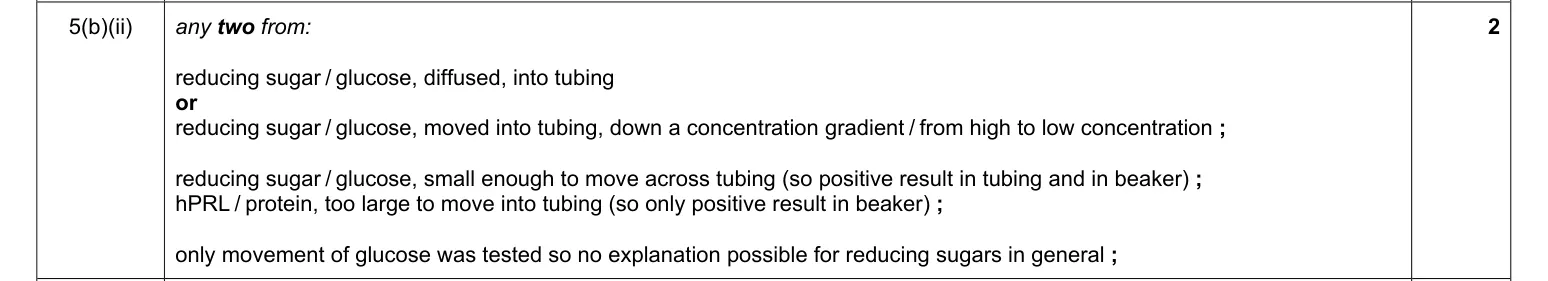 5(b)(ii) any two from: 2
reducing sugar / glucose, diffused, into tubing
or
reducing sugar / glucose, moved into tubing, down a concentration gradient / from high to low concentration ;
reducing sugar / glucose, small enough to move across tubing (so positive result in tubing and in beaker) ;
hPRL / protein, too large to move into tubing (so only positive result in beaker) ;
only movement of glucose was tested so no explanation possible for reducing sugars in general ;